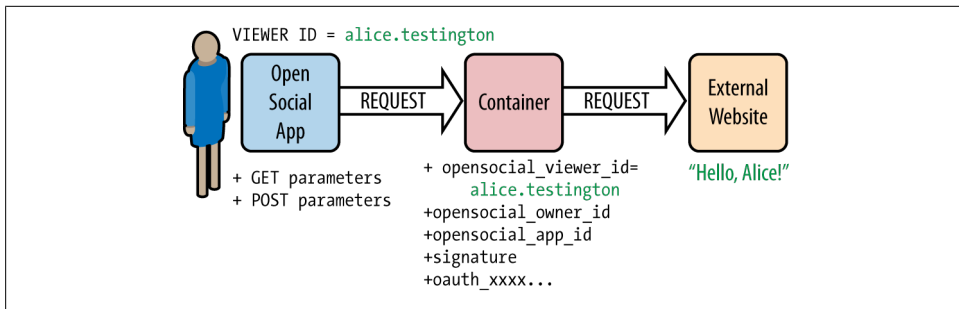 VIEWER ID = alice.testington
Open
Social
App
REQUEST
Container
REQUEST
External
Website
+ GET parameters
+ POST parameters
+ opensocial_viewer_id=
alice.testington
+opensocial_owner_id
+opensocial_app_id
+signature
+oauth_xxxx...
“Hello, Alice!”